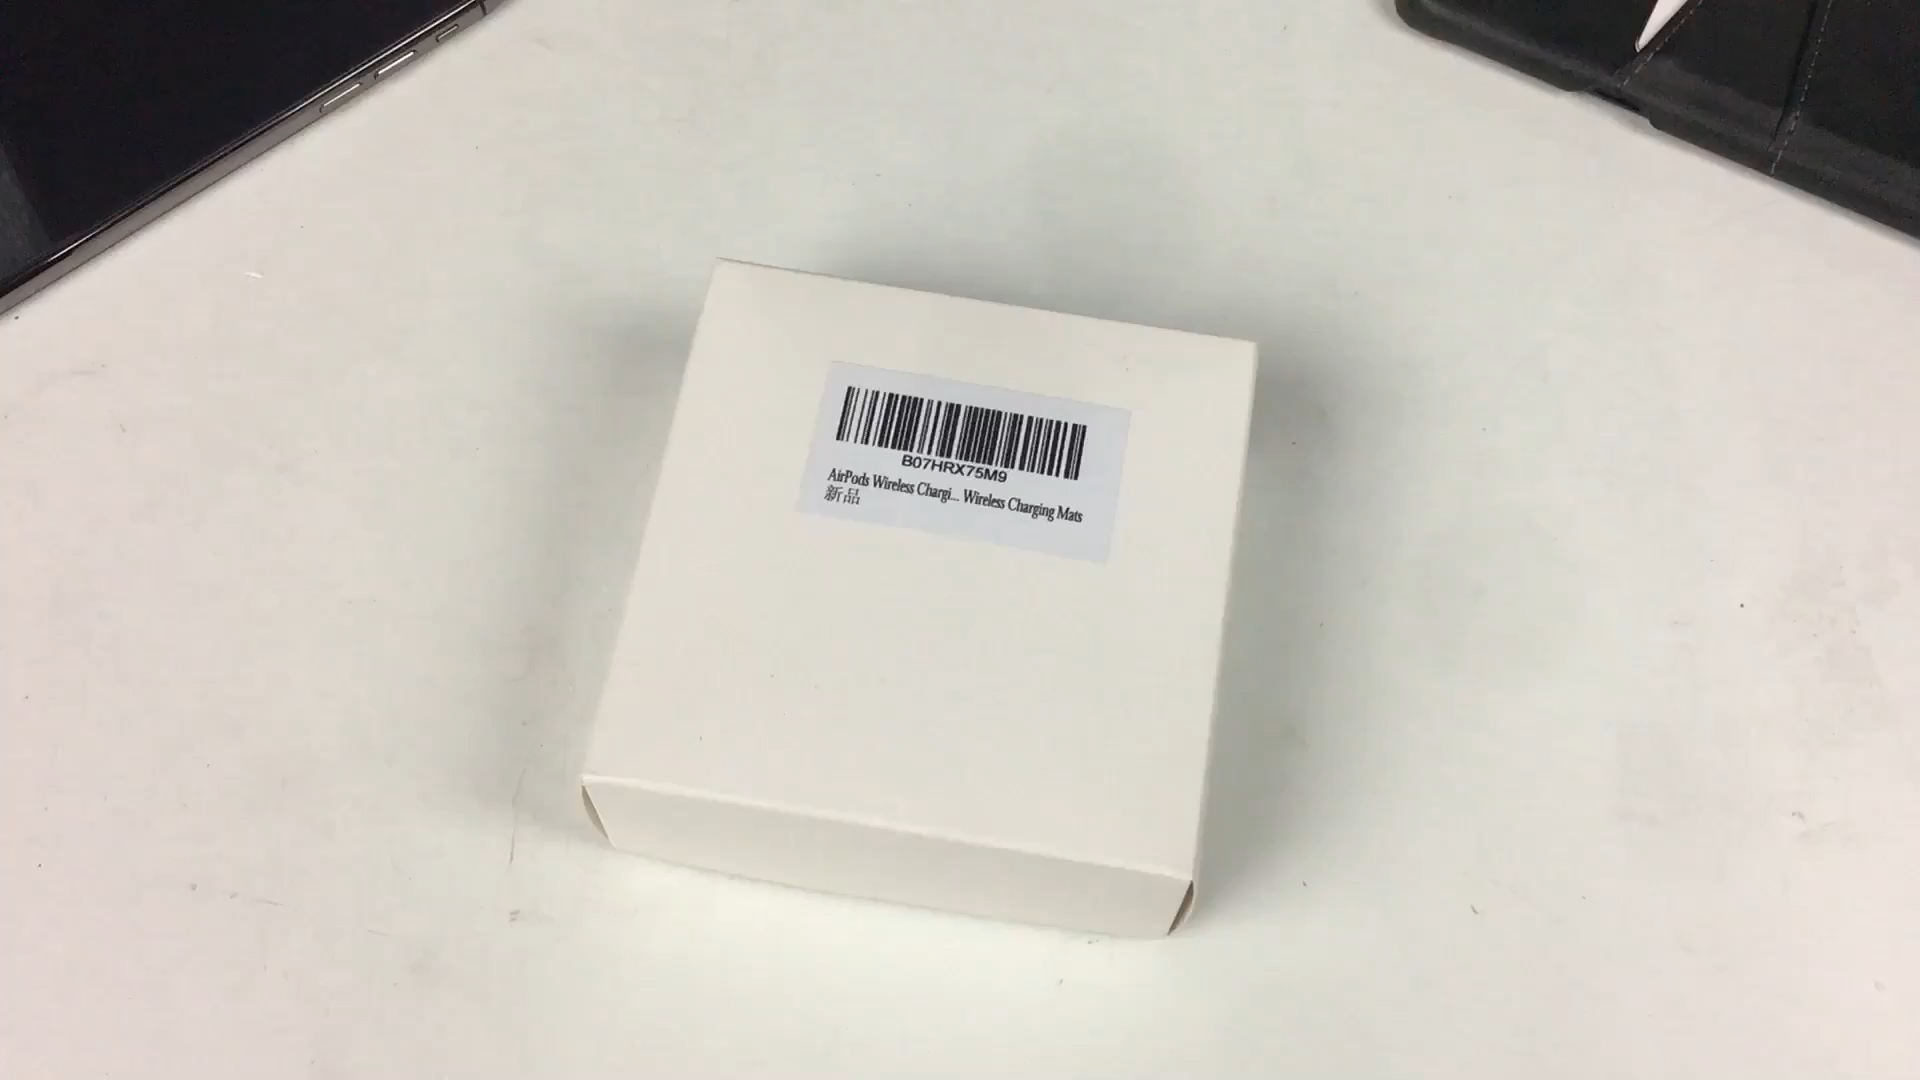 B07HRX75M9
AirPods Wireless Chargi... Wireless Charging Mats
新品